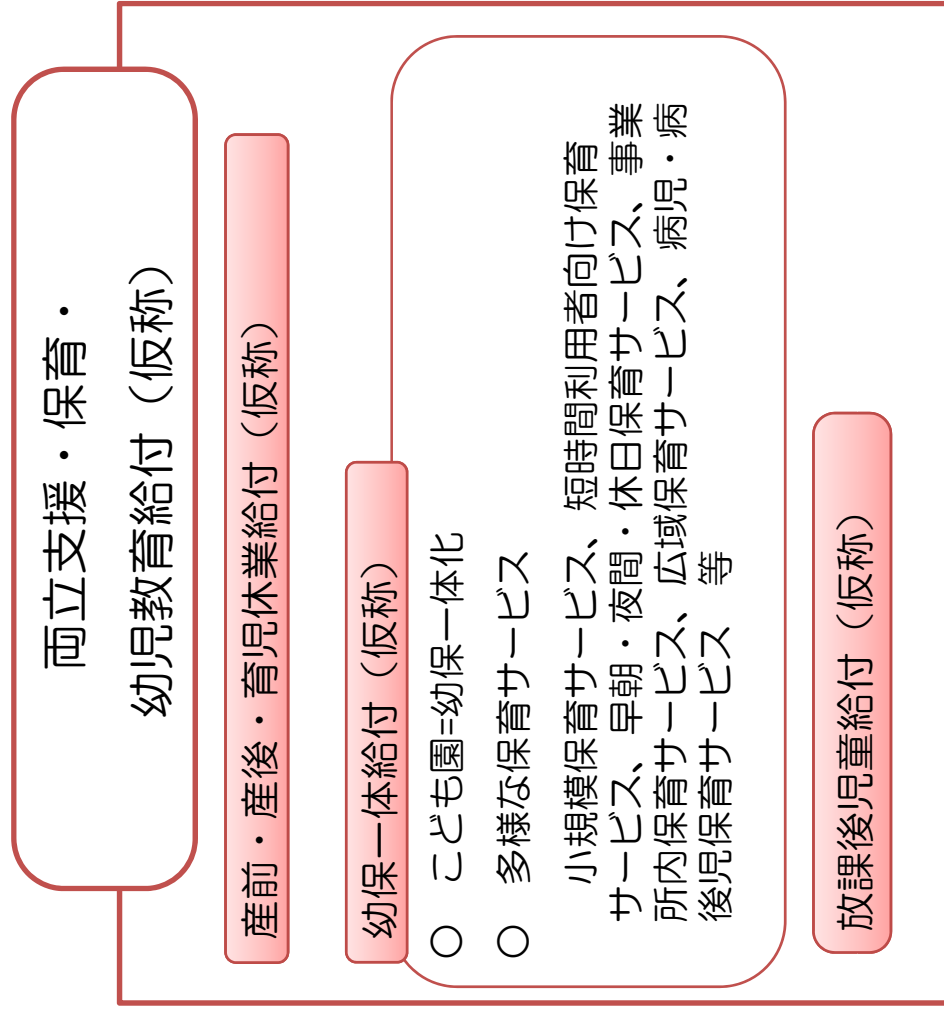 両立支援・保育・
幼児教育給付（仮称）
産前・産後・育児休業給付（仮称）
幼保一体給付（仮称）
○　こども園=幼保一体化
○　多様な保育サービス
小規模保育サービス、短時間利用者向け保育
サービス、早朝・夜間・休日保育サービス、事業
所内保育サービス、広域保育サービス、病児・病
後児保育サービス　等
放課後児童給付（仮称）